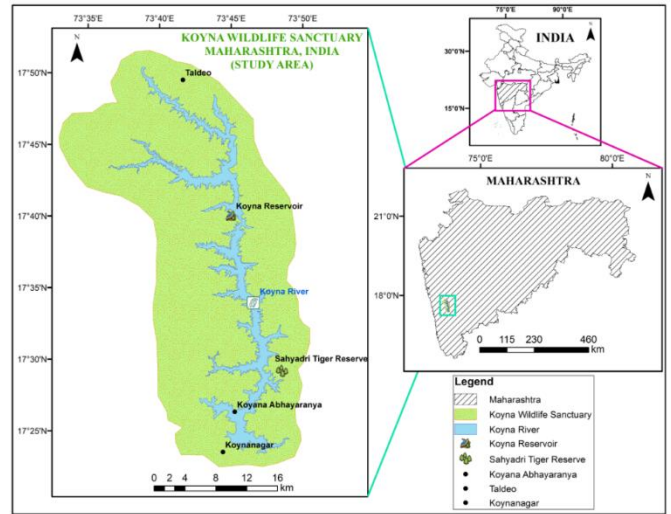 73°35'E 73°40'E 73°45'E 73°50'E
N
KOYNA WILDLIFE SANCTUARY
MAHARASHTRA, INDIA
(STUDY AREA)
17°50'N
17°45'N
17°40'N
17°35'N
17°30'N
17°25'N
Taldeo
Koyna Reservoir
Koyna River
Sahyadri Tiger Reserve
Koyana Abhayaranya
Koynanagar
0 2 4 8 12 16
km
75°0'E 90°0'E
INDIA
N
30°0'N
15°0'N
75°0'E 80°0'E
MAHARASHTRA
N
21°0'N
18°0'N
0 115 230 460
km
Legend
Maharashtra
Koyna Wildlife Sanctuary
Koyna River
Koyna Reservoir
Sahyadri Tiger Reserve
Koyana Abhayaranya
Taldeo
Koynanagar